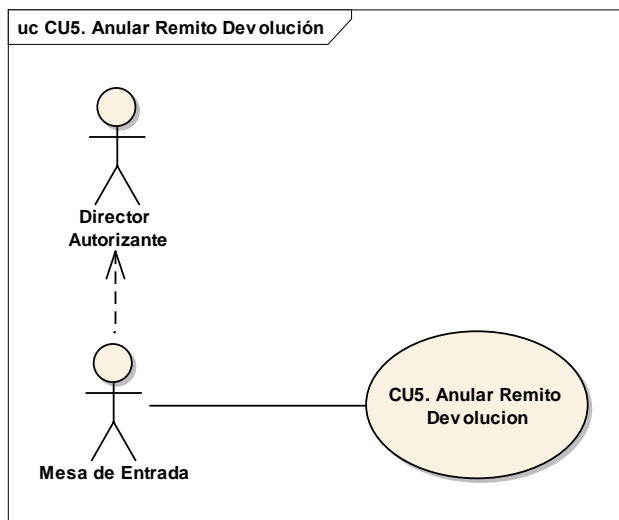 uc CU5. Anular Remito Devolución
Director
Autorizante
CU5. Anular Remito
Devolucion
Mesa de Entrada